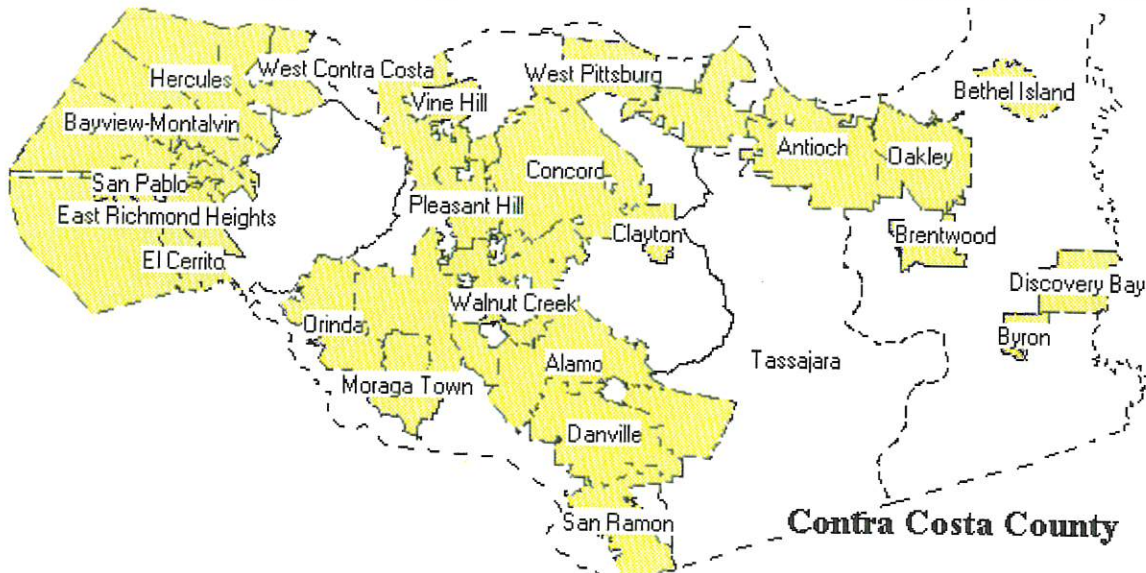 Hercules
West Contra Costa
West Pittsburg
Bethel Island
Vine Hill
Bayview-Montalvin
Antioch
Oakley
Concord
San Pablo
Pleasant Hill
East Richmond Heights
Clayton
Brentwood
El Cerrito
Discovery Bay
Walnut Creek
Orinda
Byron
Alamo
Tassajara
Moraga Town
Danville
San Ramon
Contra Costa County